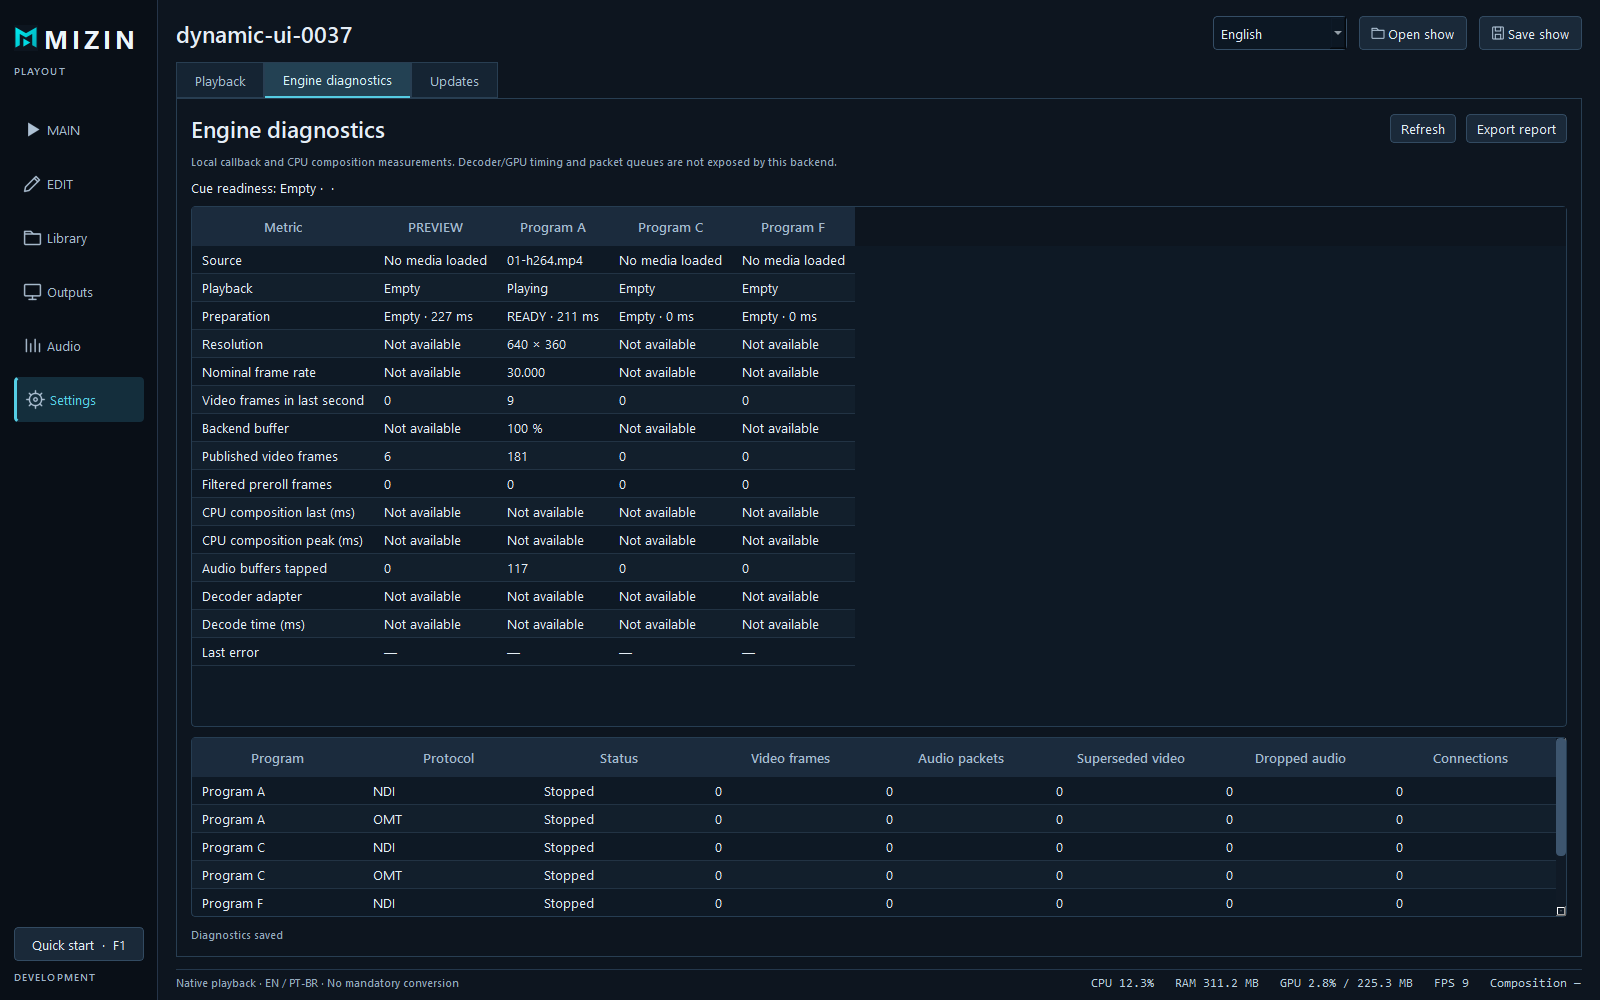 MIZIN
PLAYOUT
MAIN
EDIT
Library
Outputs
Audio
Settings
Quick start · F1
DEVELOPMENT
dynamic-ui-0037
English
Open show
Save show
Playback
Engine diagnostics
Updates
Engine diagnostics
Refresh
Export report
Local callback and CPU composition measurements. Decoder/GPU timing and packet queues are not exposed by this backend.
Cue readiness: Empty · ·
Metric PREVIEW Program A Program C Program F
Source No media loaded 01-h264.mp4 No media loaded No media loaded
Playback Empty Playing Empty Empty
Preparation Empty · 227 ms READY · 211 ms Empty · 0 ms Empty · 0 ms
Resolution Not available 640 × 360 Not available Not available
Nominal frame rate Not available 30.000 Not available Not available
Video frames in last second 0 9 0 0
Backend buffer Not available 100 % Not available Not available
Published video frames 6 181 0 0
Filtered preroll frames 0 0 0 0
CPU composition last (ms) Not available Not available Not available Not available
CPU composition peak (ms) Not available Not available Not available Not available
Audio buffers tapped 0 117 0 0
Decoder adapter Not available Not available Not available Not available
Decode time (ms) Not available Not available Not available Not available
Last error — — — —
Program Protocol Status Video frames Audio packets Superseded video Dropped audio Connections
Program A NDI Stopped 0 0 0 0 0
Program A OMT Stopped 0 0 0 0 0
Program C NDI Stopped 0 0 0 0 0
Program C OMT Stopped 0 0 0 0 0
Program F NDI Stopped 0 0 0 0 0
Diagnostics saved
Native playback · EN / PT-BR · No mandatory conversion
CPU 12.3% RAM 311.2 MB GPU 2.8% / 225.3 MB FPS 9 Composition —